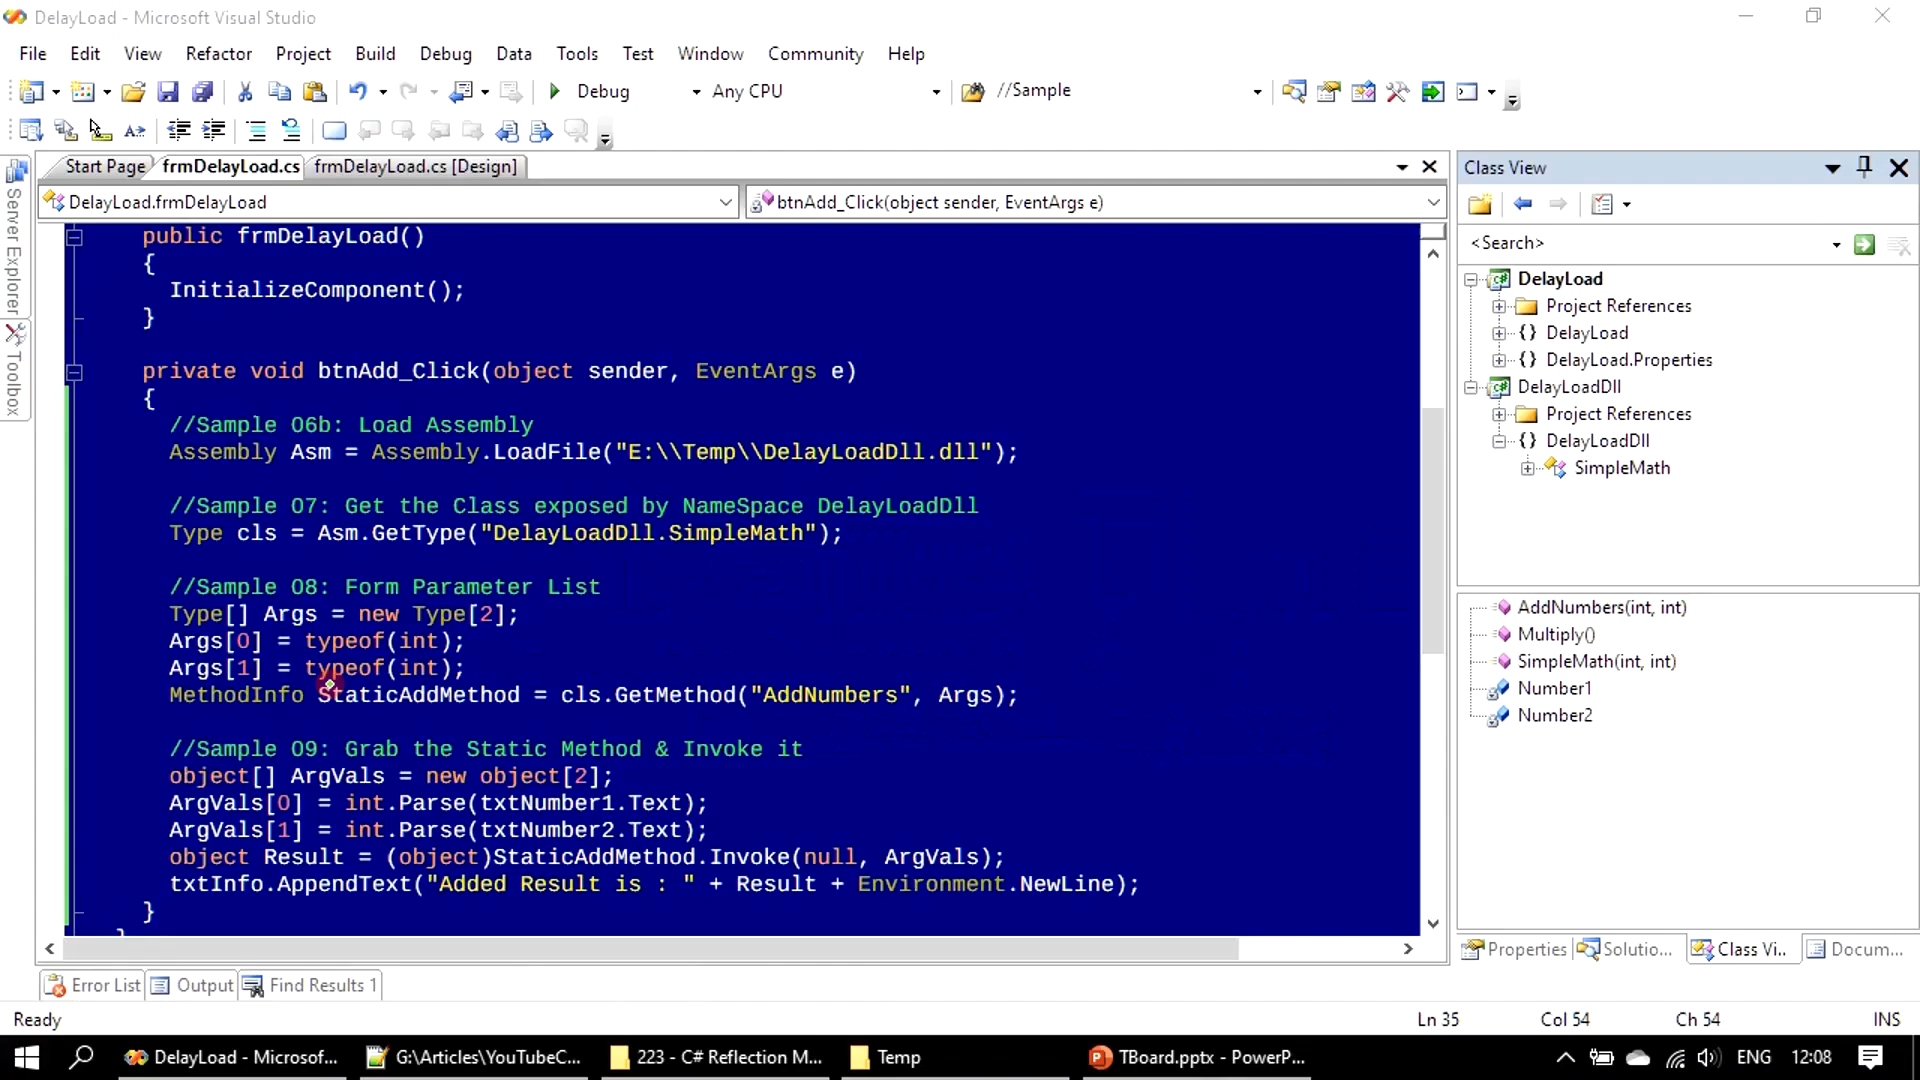 DelayLoad - Microsoft Visual Studio
File Edit View Refactor Project Build Debug Data Tools Test Window Community Help
Debug Any CPU //Sample
Start Page frmDelayLoad.cs frmDelayLoad.cs [Design]
DelayLoad.frmDelayLoad btnAdd_Click(object sender, EventArgs e)
Server Explorer
Toolbox
public frmDelayLoad()
{
InitializeComponent();
}
private void btnAdd_Click(object sender, EventArgs e)
{
//Sample 06b: Load Assembly
Assembly Asm = Assembly.LoadFile("E:\\Temp\\DelayLoadDll.dll");
//Sample 07: Get the Class exposed by NameSpace DelayLoadDll
Type cls = Asm.GetType("DelayLoadDll.SimpleMath");
//Sample 08: Form Parameter List
Type[] Args = new Type[2];
Args[0] = typeof(int);
Args[1] = typeof(int);
MethodInfo StaticAddMethod = cls.GetMethod("AddNumbers", Args);
//Sample 09: Grab the Static Method & Invoke it
object[] ArgVals = new object[2];
ArgVals[0] = int.Parse(txtNumber1.Text);
ArgVals[1] = int.Parse(txtNumber2.Text);
object Result = (object)StaticAddMethod.Invoke(null, ArgVals);
txtInfo.AppendText("Added Result is : " + Result + Environment.NewLine);
}
Class View
<Search>
DelayLoad
Project References
DelayLoad
DelayLoad.Properties
DelayLoadDll
Project References
DelayLoadDll
SimpleMath
AddNumbers(int, int)
Multiply()
SimpleMath(int, int)
Number1
Number2
Properties Solutio... Class Vi... Docum...
Error List Output Find Results 1
Ready Ln 35 Col 54 Ch 54 INS
DelayLoad - Microsof... G:\Articles\YouTubeC... 223 - C# Reflection M... Temp TBoard.pptx - PowerP... ENG 12:08